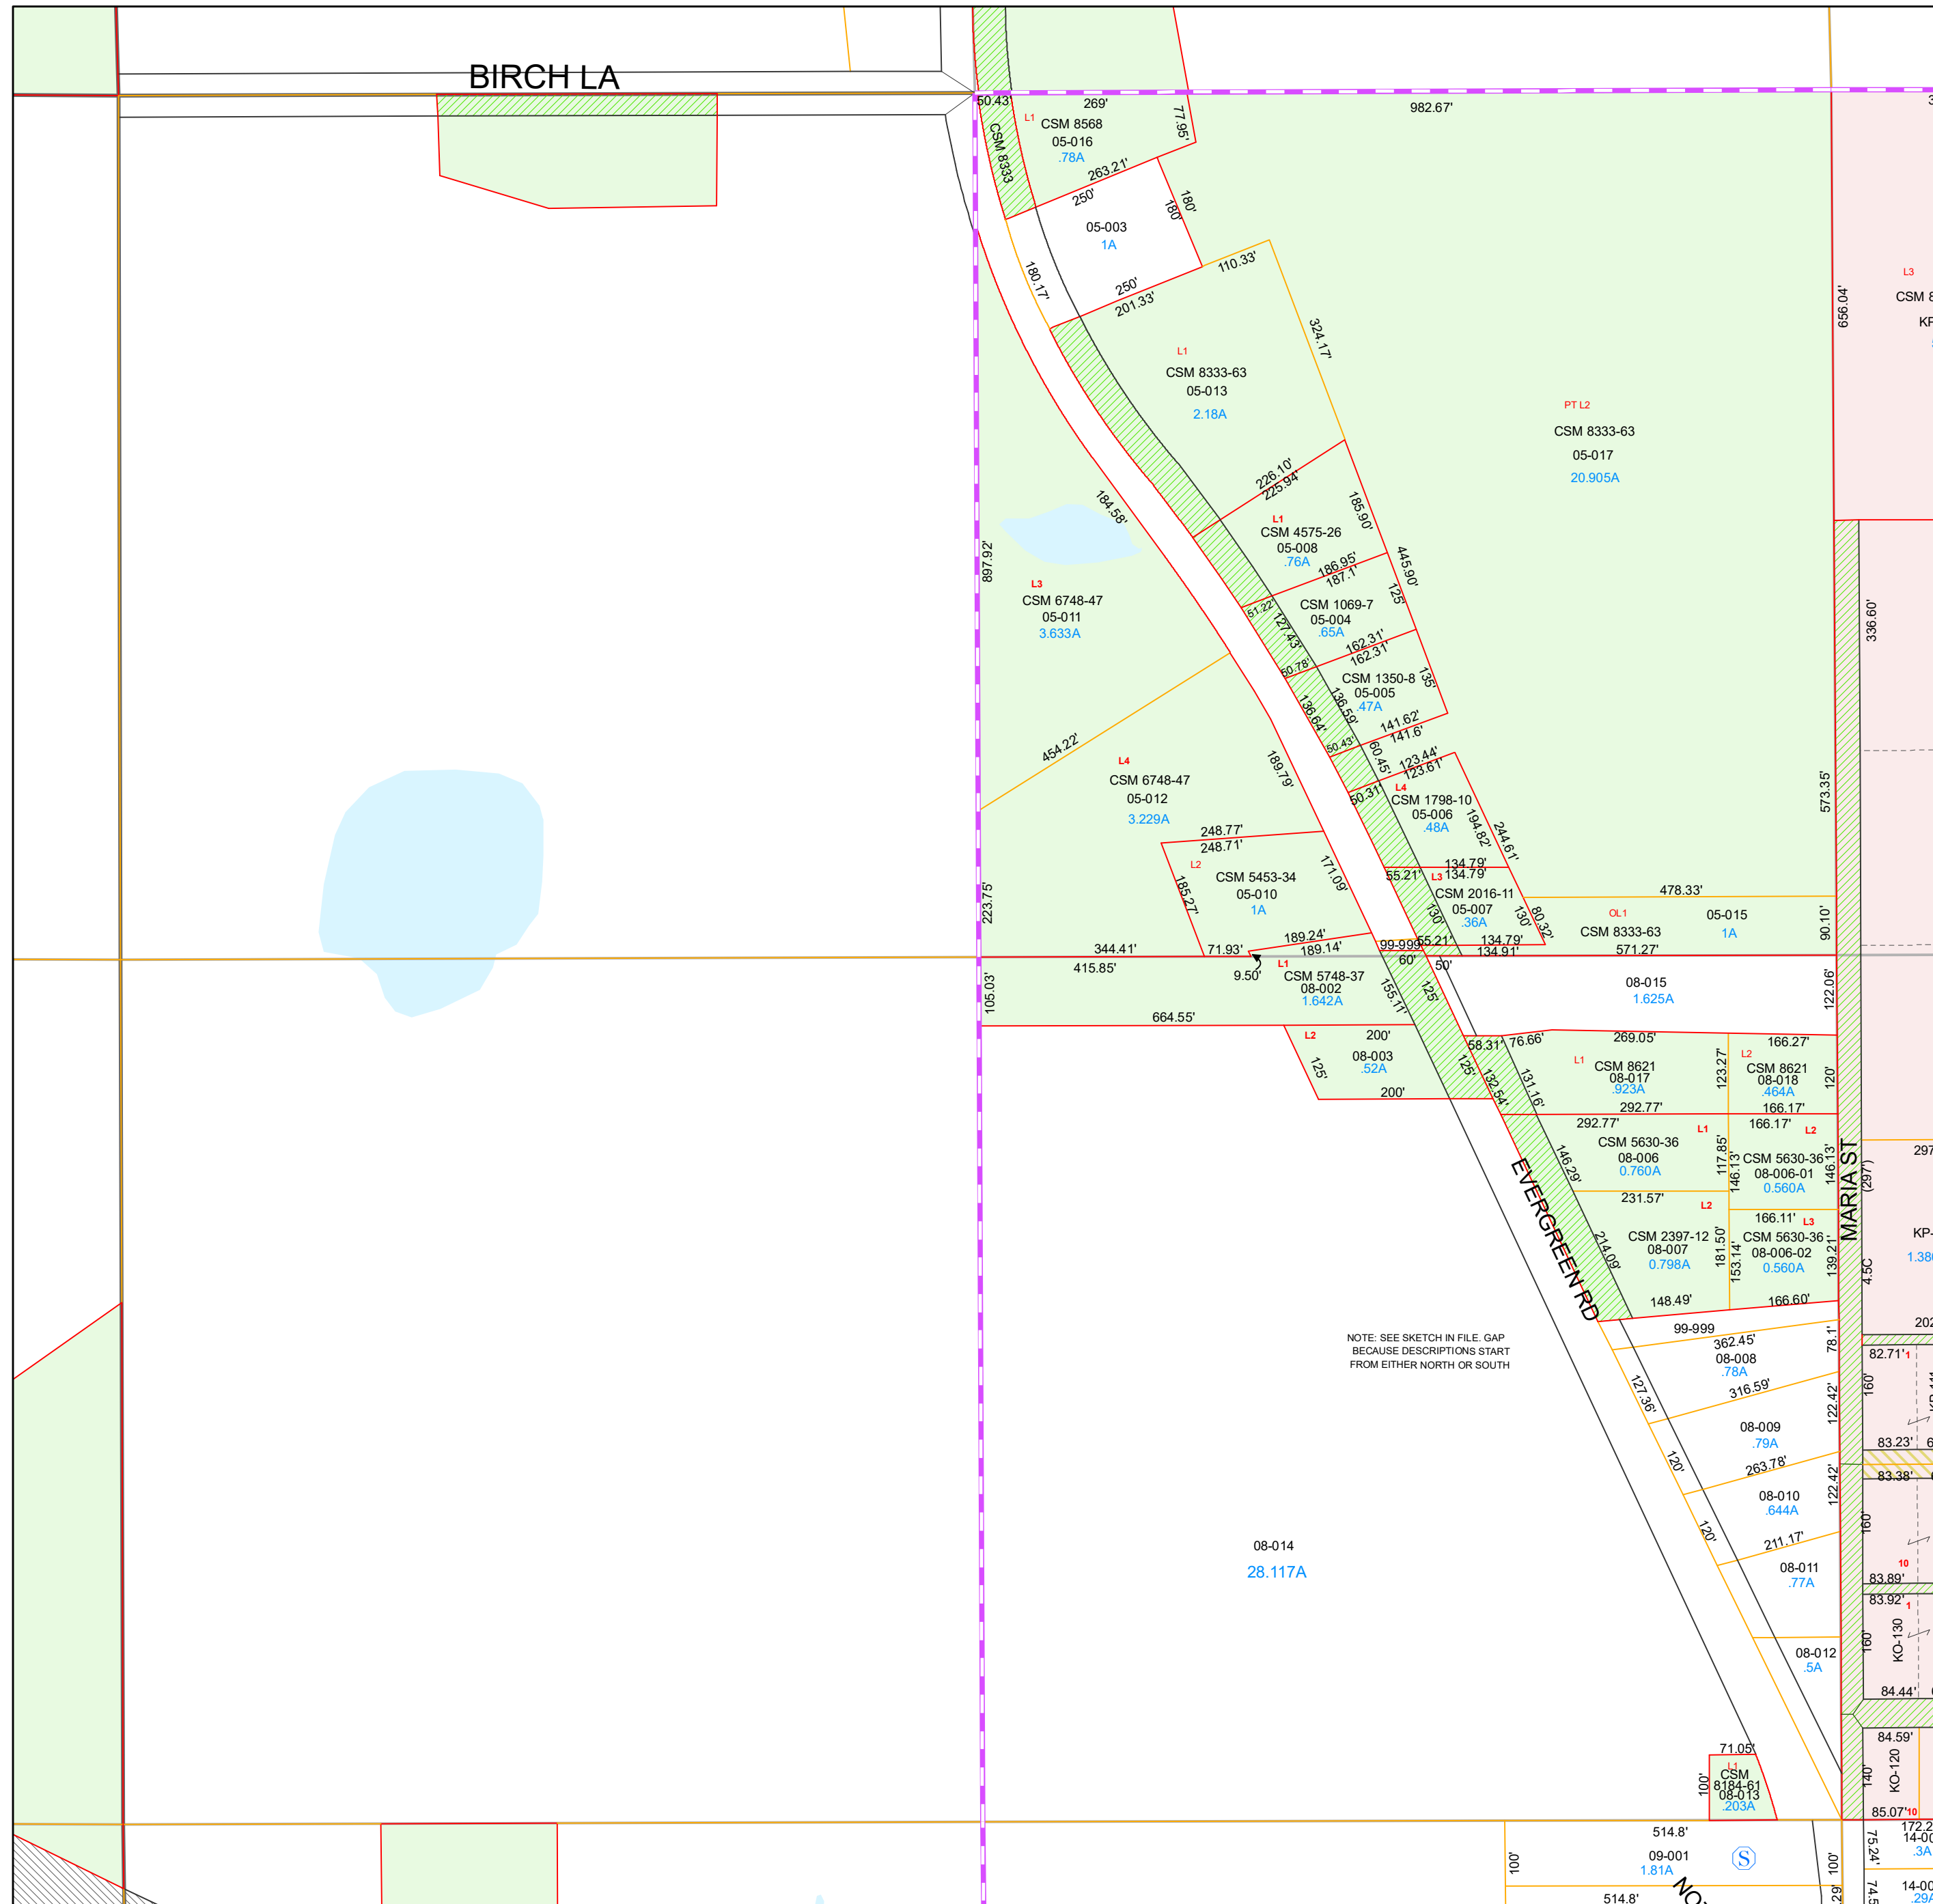 BIRCH LA
50.43'
269'
982.67'
77.95'
L1
CSM 8568
05-016
.78A
CSM 8333
263.21'
250'
180'
180'
05-003
1A
180.17'
110.33'
250'
201.33'
324.17'
656.04'
L3
L1
CSM 8333-63
05-013
2.18A
PT L2
CSM 8333-63
05-017
20.905A
226.10'
225.94'
184.58'
185.90'
L1
CSM 4575-26
05-008
.76A
897.92'
186.95'
187.1'
445.90'
125'
L3
CSM 6748-47
05-011
3.633A
51.22'
127.43'
CSM 1069-7
05-004
.65A
336.60'
162.31'
162.31'
50.78'
CSM 1350-8
05-005
.47A
135'
136.64'
136.59'
141.62'
141.6'
50.43'
60.45'
454.22'
189.79'
123.44'
123.61'
L4
CSM 6748-47
05-012
3.229A
50.31'
L4
CSM 1798-10
05-006
.48A
194.82'
244.61'
573.35'
248.77'
248.71'
L2
CSM 5453-34
05-010
1A
171.09'
185.27'
134.79'
134.79'
55.21'
L3
CSM 2016-11
05-007
.36A
130'
130'
80.32'
478.33'
OL1
05-015
CSM 8333-63
1A
90.10'
223.75'
344.41'
71.93'
189.24'
189.14'
99-999
55.21'
134.79'
134.91'
571.27'
60'
50'
415.85'
9.50'
L1
CSM 5748-37
08-002
1.642A
155.11'
125'
08-015
1.625A
122.06'
105.03'
664.55'
L2
200'
08-003
.52A
125'
200'
125'
58.31'
76.66'
269.05'
166.27'
L1
CSM 8621
08-017
.923A
123.27'
L2
CSM 8621
08-018
.464A
120'
132.54'
131.16'
292.77'
166.17'
292.77'
166.17'
L1
L2
CSM 5630-36
08-006
0.760A
117.85'
146.13'
CSM 5630-36
08-006-01
0.560A
146.13'
MARIA ST
(297')
146.29'
231.57'
L2
166.11'
L3
EVERGREEN RD
214.09'
CSM 2397-12
08-007
0.798A
181.50'
153.14'
CSM 5630-36
08-006-02
0.560A
139.21'
4.5C
148.49'
166.60'
NOTE: SEE SKETCH IN FILE. GAP
BECAUSE DESCRIPTIONS START
FROM EITHER NORTH OR SOUTH
99-999
362.45'
78.1'
08-008
.78A
82.71'
1
127.36'
316.59'
122.42'
160'
08-009
.79A
83.23'
120'
263.78'
83.38'
122.42'
08-010
.644A
160'
120'
211.17'
08-011
.77A
10
83.89'
08-014
28.117A
83.92'
1
KO-130
160'
08-012
.5A
84.44'
84.59'
71.05'
L1
CSM
8184-61
08-013
.203A
100'
KO-120
140'
85.07'
10
514.8'
09-001
1.81A
S
100'
100'
75.24'
514.8'